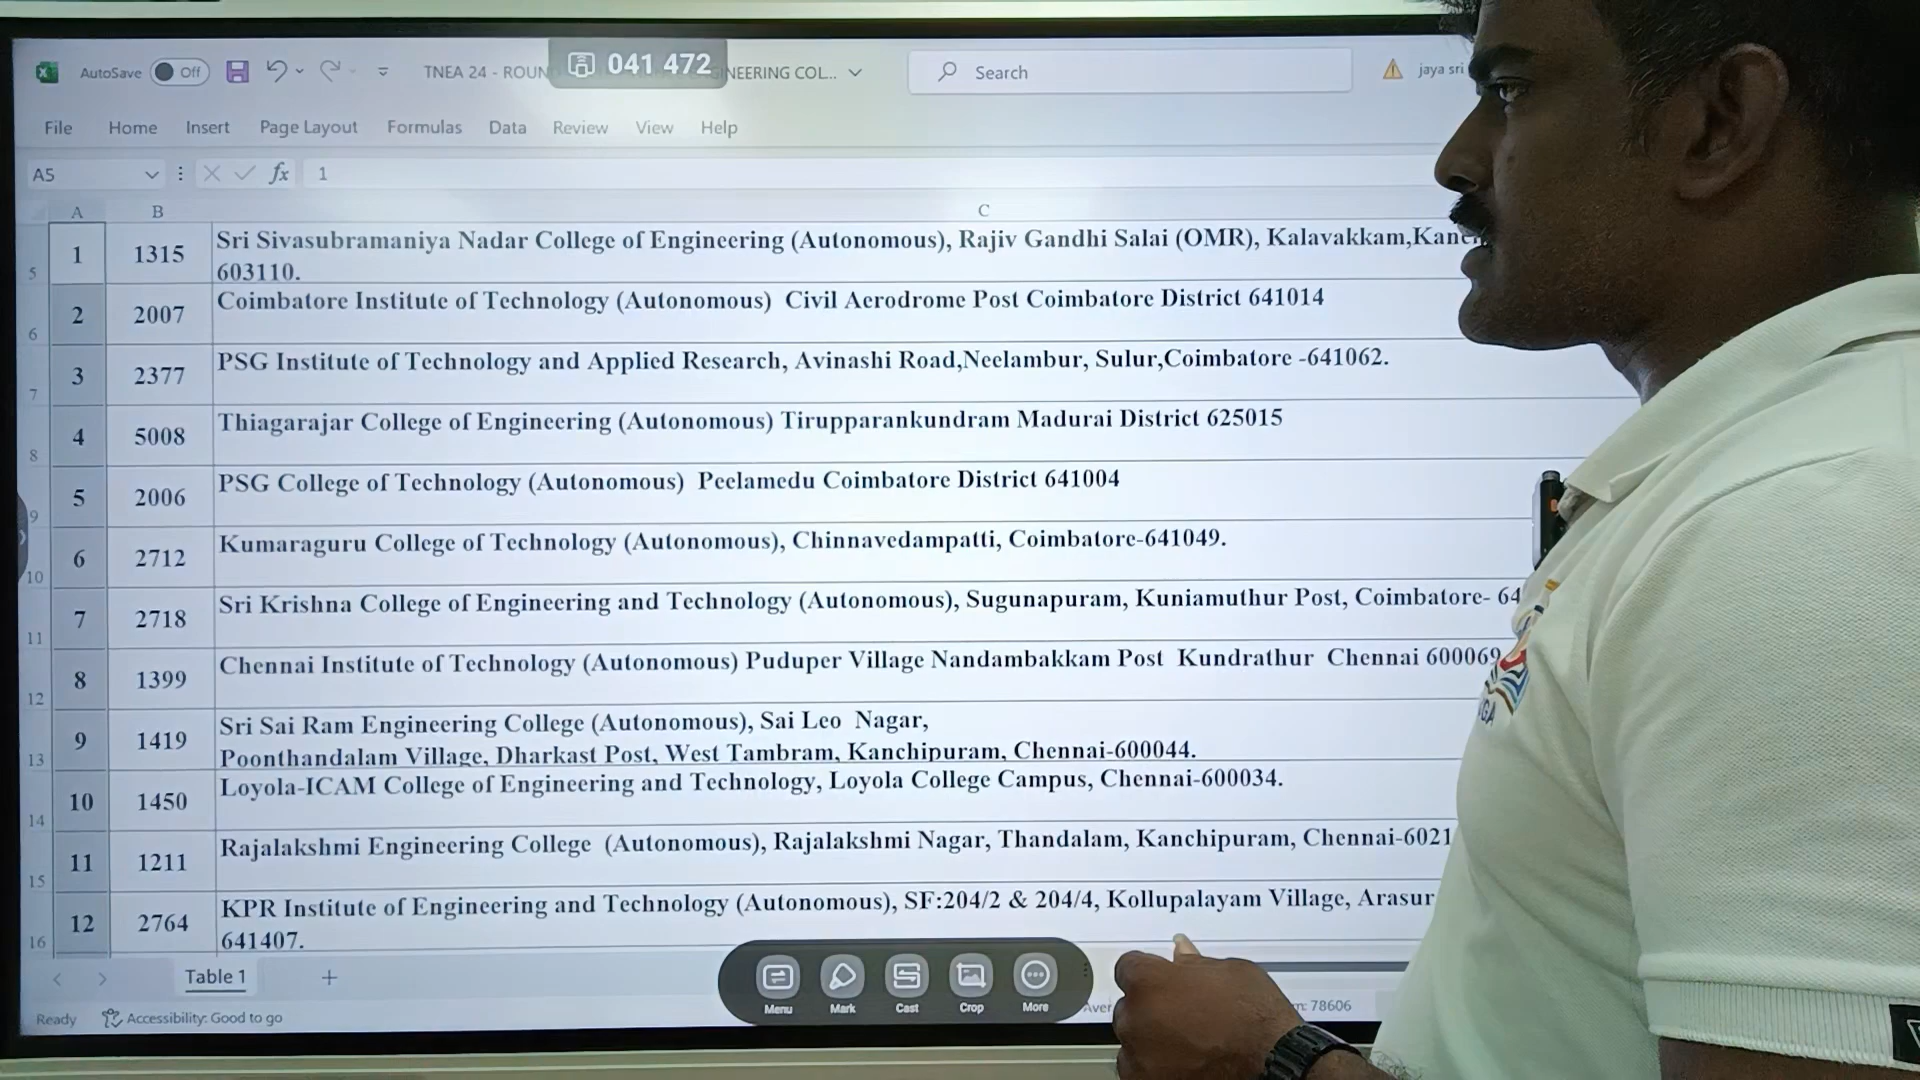 AutoSave Off TNEA 24 - ROUN 041 472 NEERING COL... Search jaya sri
File Home Insert Page Layout Formulas Data Review View Help
A5 fx 1
A B C
5 1 1315 Sri Sivasubramaniya Nadar College of Engineering (Autonomous), Rajiv Gandhi Salai (OMR), Kalavakkam,Kanc
603110.
6 2 2007 Coimbatore Institute of Technology (Autonomous) Civil Aerodrome Post Coimbatore District 641014
7 3 2377 PSG Institute of Technology and Applied Research, Avinashi Road,Neelambur, Sulur,Coimbatore -641062.
8 4 5008 Thiagarajar College of Engineering (Autonomous) Tirupparankundram Madurai District 625015
9 5 2006 PSG College of Technology (Autonomous) Peelamedu Coimbatore District 641004
10 6 2712 Kumaraguru College of Technology (Autonomous), Chinnavedampatti, Coimbatore-641049.
11 7 2718 Sri Krishna College of Engineering and Technology (Autonomous), Sugunapuram, Kuniamuthur Post, Coimbatore- 64
12 8 1399 Chennai Institute of Technology (Autonomous) Puduper Village Nandambakkam Post Kundrathur Chennai 600069
13 9 1419 Sri Sai Ram Engineering College (Autonomous), Sai Leo Nagar,
Poonthandalam Village, Dharkast Post, West Tambram, Kanchipuram, Chennai-600044.
14 10 1450 Loyola-ICAM College of Engineering and Technology, Loyola College Campus, Chennai-600034.
15 11 1211 Rajalakshmi Engineering College (Autonomous), Rajalakshmi Nagar, Thandalam, Kanchipuram, Chennai-6021
16 12 2764 KPR Institute of Engineering and Technology (Autonomous), SF:204/2 & 204/4, Kollupalayam Village, Arasur
641407.
Table 1 +
Menu Mark Cast Crop More
Ready Accessibility: Good to go Aver 78606